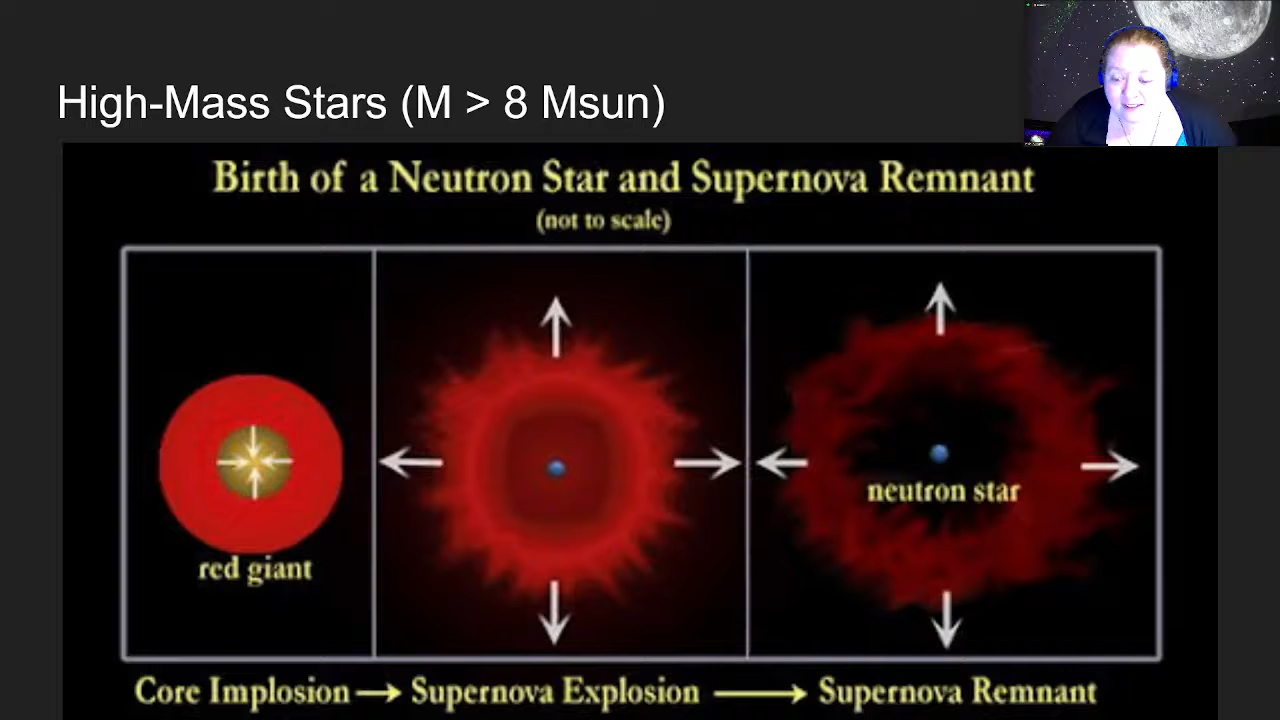 High-Mass Stars (M > 8 Msun)
Birth of a Neutron Star and Supernova Remnant
(not to scale)
neutron star
red giant
Core Implosion → Supernova Explosion → Supernova Remnant